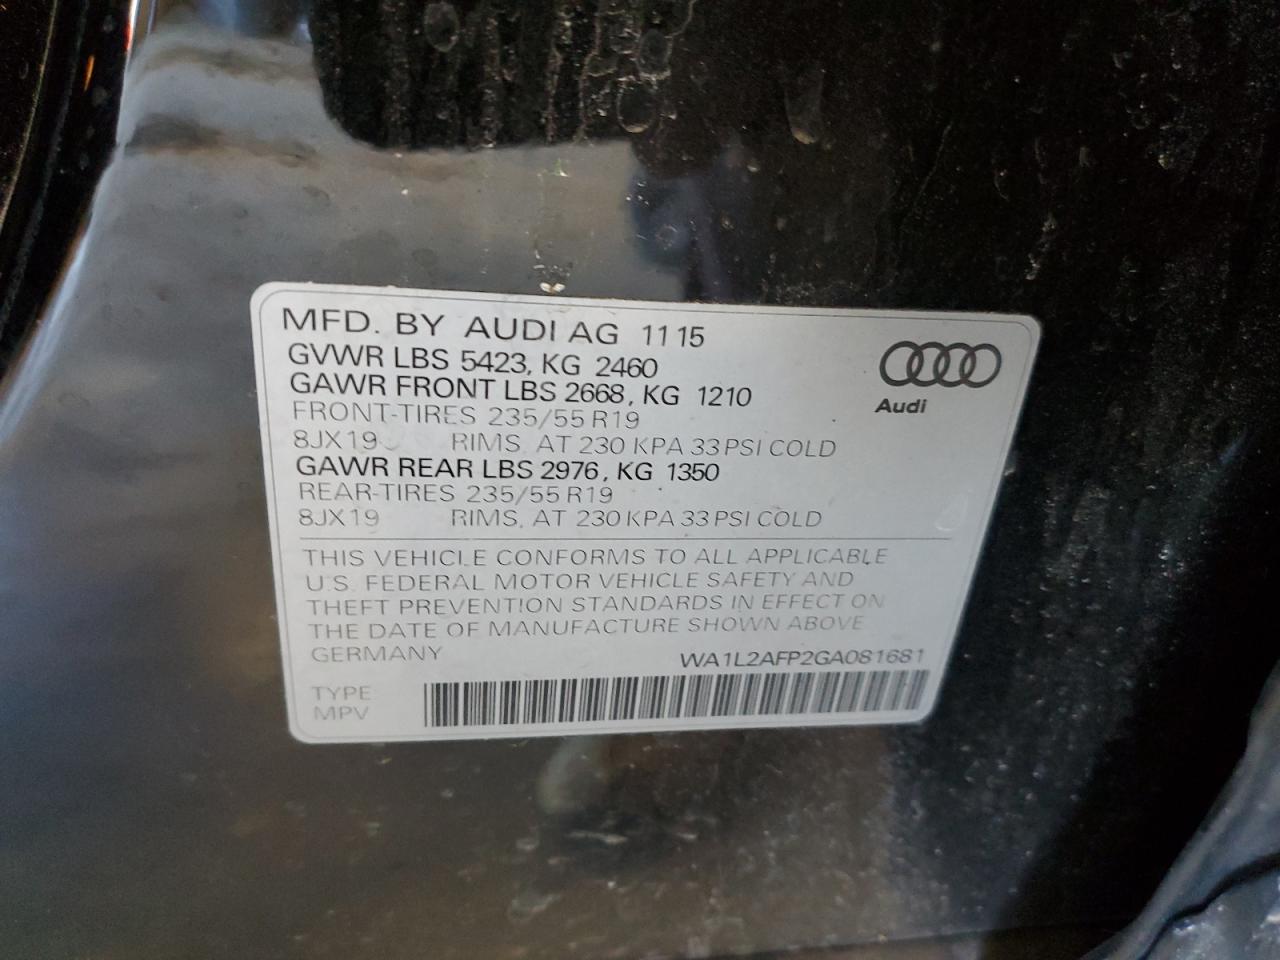 MFD. BY AUDI AG 11 15
GVWR LBS 5423, KG 2460
GAWR FRONT LBS 2668, KG 1210
FRONT-TIRES 235/55 R19
8JX19 RIMS, AT 230 KPA 33 PSI COLD
GAWR REAR LBS 2976, KG 1350
REAR-TIRES 235/55 R19
8JX19 RIMS, AT 230 KPA 33 PSI COLD
Audi
THIS VEHICLE CONFORMS TO ALL APPLICABLE
U.S. FEDERAL MOTOR VEHICLE SAFETY AND
THEFT PREVENTION STANDARDS IN EFFECT ON
THE DATE OF MANUFACTURE SHOWN ABOVE
GERMANY WA1L2AFP2GA081681
TYPE
MPV